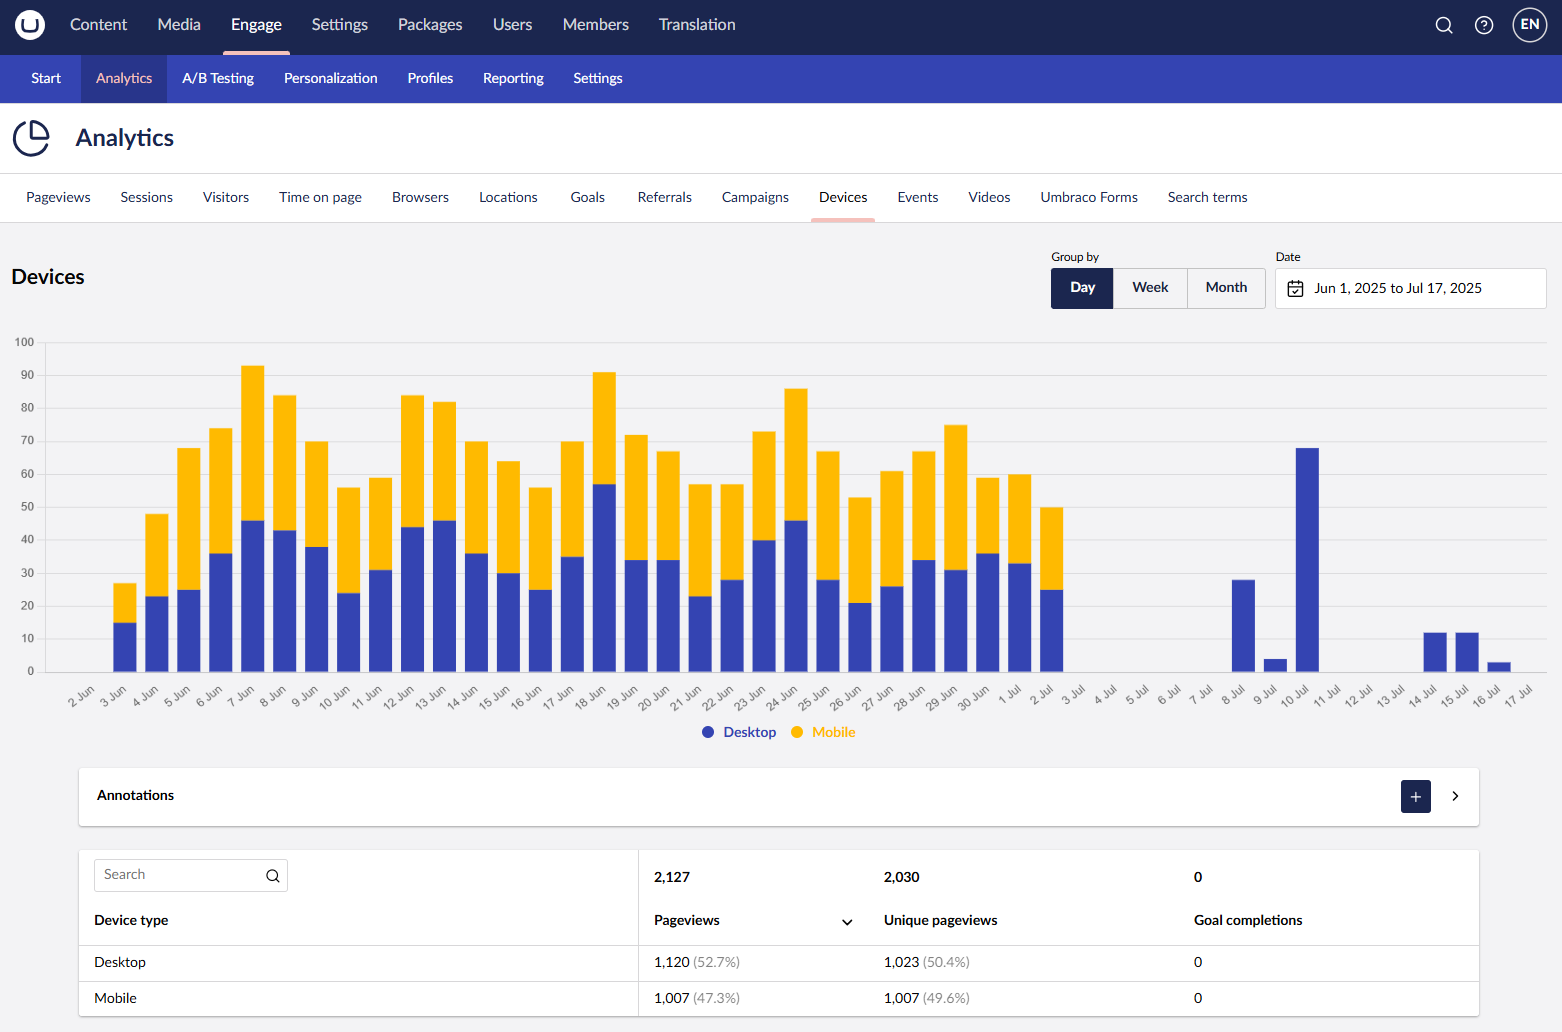 Content Media Engage Settings Packages Users Members Translation EN
Start Analytics A/B Testing Personalization Profiles Reporting Settings
Analytics
Pageviews Sessions Visitors Time on page Browsers Locations Goals Referrals Campaigns Devices Events Videos Umbraco Forms Search terms
Devices
Group by
Day Week Month
Date
Jun 1, 2025 to Jul 17, 2025
100
90
80
70
60
50
40
30
20
10
0
2 Jun 3 Jun 4 Jun 5 Jun 6 Jun 7 Jun 8 Jun 9 Jun 10 Jun 11 Jun 12 Jun 13 Jun 14 Jun 15 Jun 16 Jun 17 Jun 18 Jun 19 Jun 20 Jun 21 Jun 22 Jun 23 Jun 24 Jun 25 Jun 26 Jun 27 Jun 28 Jun 29 Jun 30 Jun 1 Jul 2 Jul 3 Jul 4 Jul 5 Jul 6 Jul 7 Jul 8 Jul 9 Jul 10 Jul 11 Jul 12 Jul 13 Jul 14 Jul 15 Jul 16 Jul 17 Jul
Desktop Mobile
Annotations
Search 2,127 2,030 0
Device type Pageviews Unique pageviews Goal completions
Desktop 1,120 (52.7%) 1,023 (50.4%) 0
Mobile 1,007 (47.3%) 1,007 (49.6%) 0